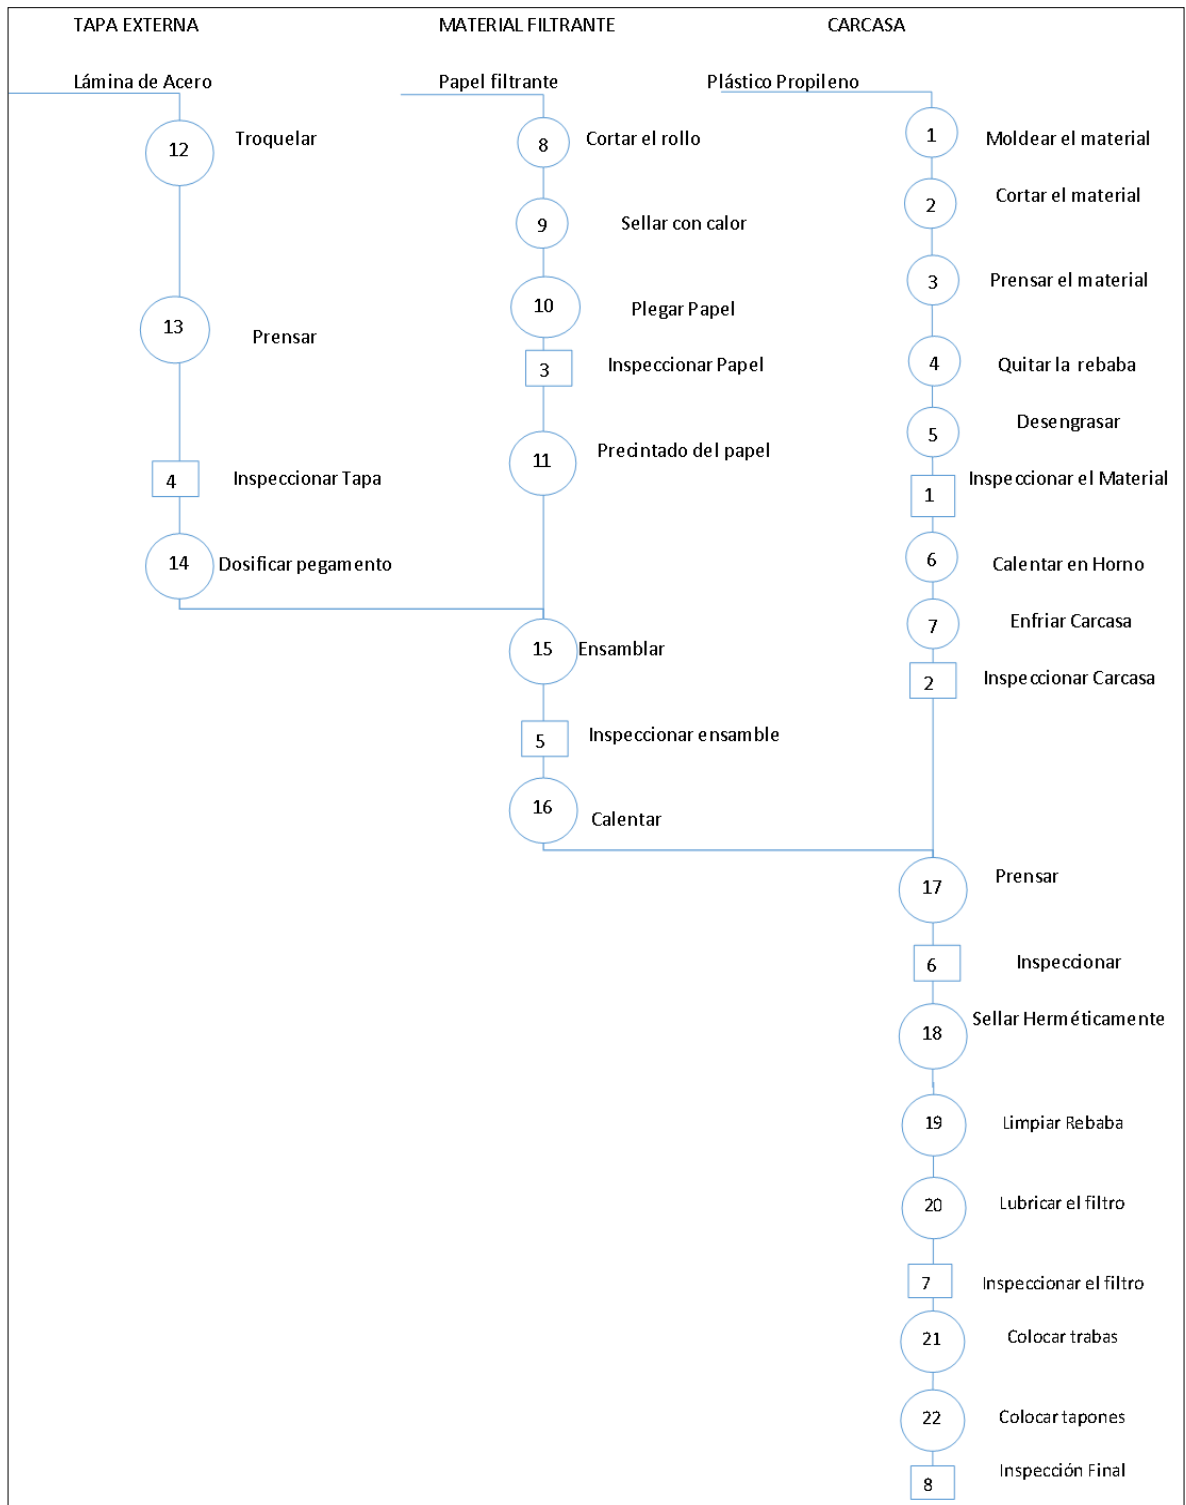 TAPA EXTERNA
MATERIAL FILTRANTE
CARCASA
Lámina de Acero
Papel filtrante
Plástico Propileno
12
Troquelar
13
Prensar
4
Inspeccionar Tapa
14
Dosificar pegamento
8
Cortar el rollo
9
Sellar con calor
10
Plegar Papel
3
Inspeccionar Papel
11
Precintado del papel
15
Ensamblar
5
Inspeccionar ensamble
16
Calentar
1
Moldear el material
2
Cortar el material
3
Prensar el material
4
Quitar la rebaba
5
Desengrasar
1
Inspeccionar el Material
6
Calentar en Horno
7
Enfriar Carcasa
2
Inspeccionar Carcasa
17
Prensar
6
Inspeccionar
18
Sellar Herméticamente
19
Limpiar Rebaba
20
Lubricar el filtro
7
Inspeccionar el filtro
21
Colocar trabas
22
Colocar tapones
8
Inspección Final